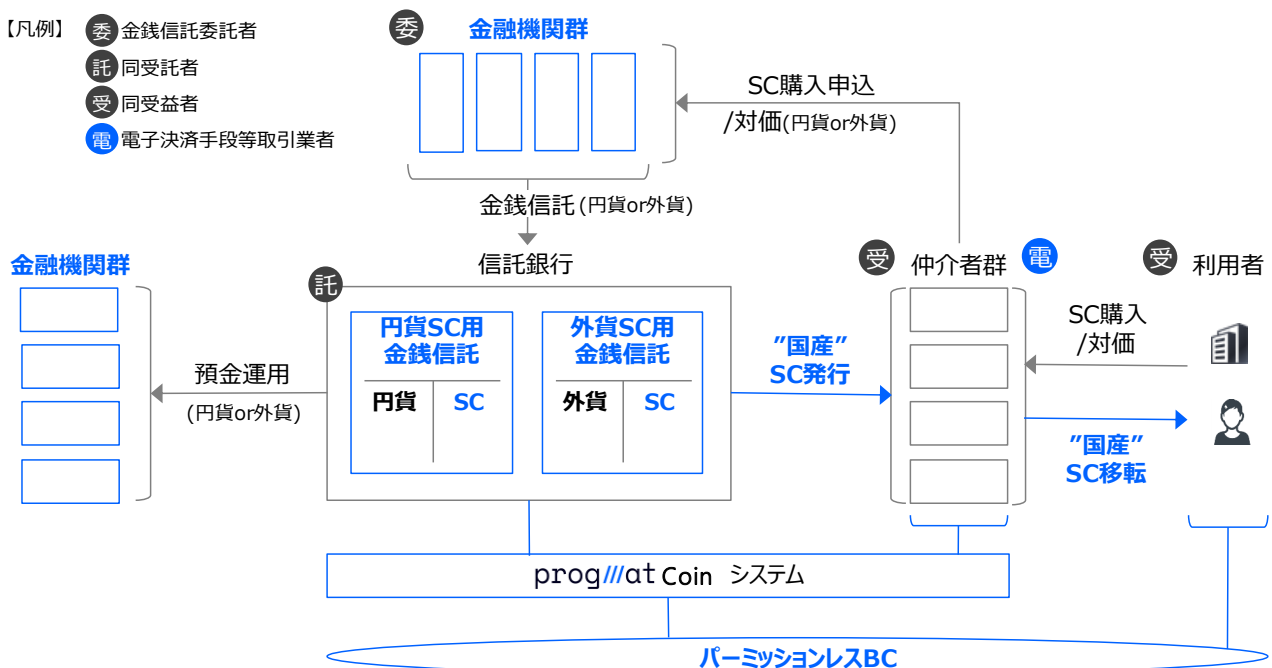 【凡例】
委 金銭信託委託者
託 同受託者
受 同受益者
電 電子決済手段等取引業者
委 金融機関群
SC購入申込
/対価(円貨or外貨)
金銭信託(円貨or外貨)
金融機関群
預金運用
(円貨or外貨)
託
信託銀行
円貨SC用
金銭信託
円貨 SC
外貨SC用
金銭信託
外貨 SC
”国産”
SC発行
受 仲介者群 電
受 利用者
SC購入
/対価
”国産”
SC移転
progmat Coin システム
パーミッションレスBC